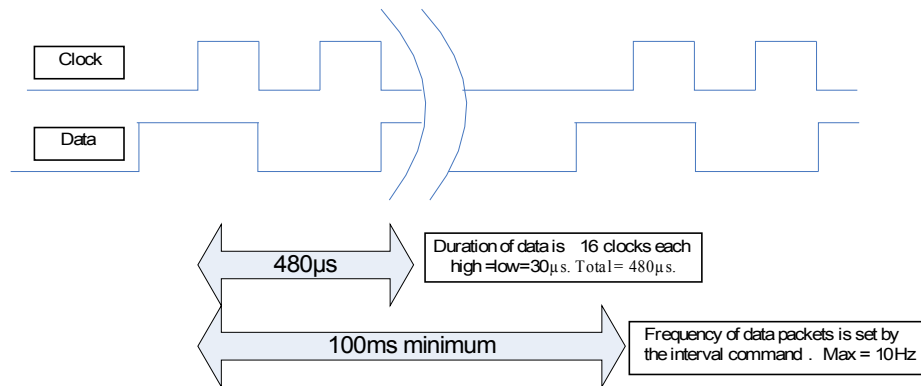 Clock
Data
480µs
Duration of data is 16 clocks each
high =low=30µs. Total = 480µs.
100ms minimum
Frequency of data packets is set by
the interval command . Max = 10Hz